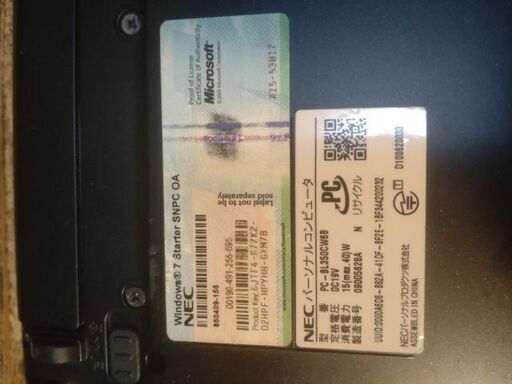 Proof of License
Certificate of Authenticity
Microsoft
X15-53817
Label not to be
sold separately
Windows® 7 Starter SNPC OA
NEC
850409-156
00190-491-255-695
NEC パーソナルコンピュータ
型 番 PC-BL350CW6B
定格電圧 DC19V
消費電力 15(max.40)W
製造番号 09005628A N
PC
リサイクル
NECパーソナルプロダクツ株式会社
ASSEMBLED IN CHINA